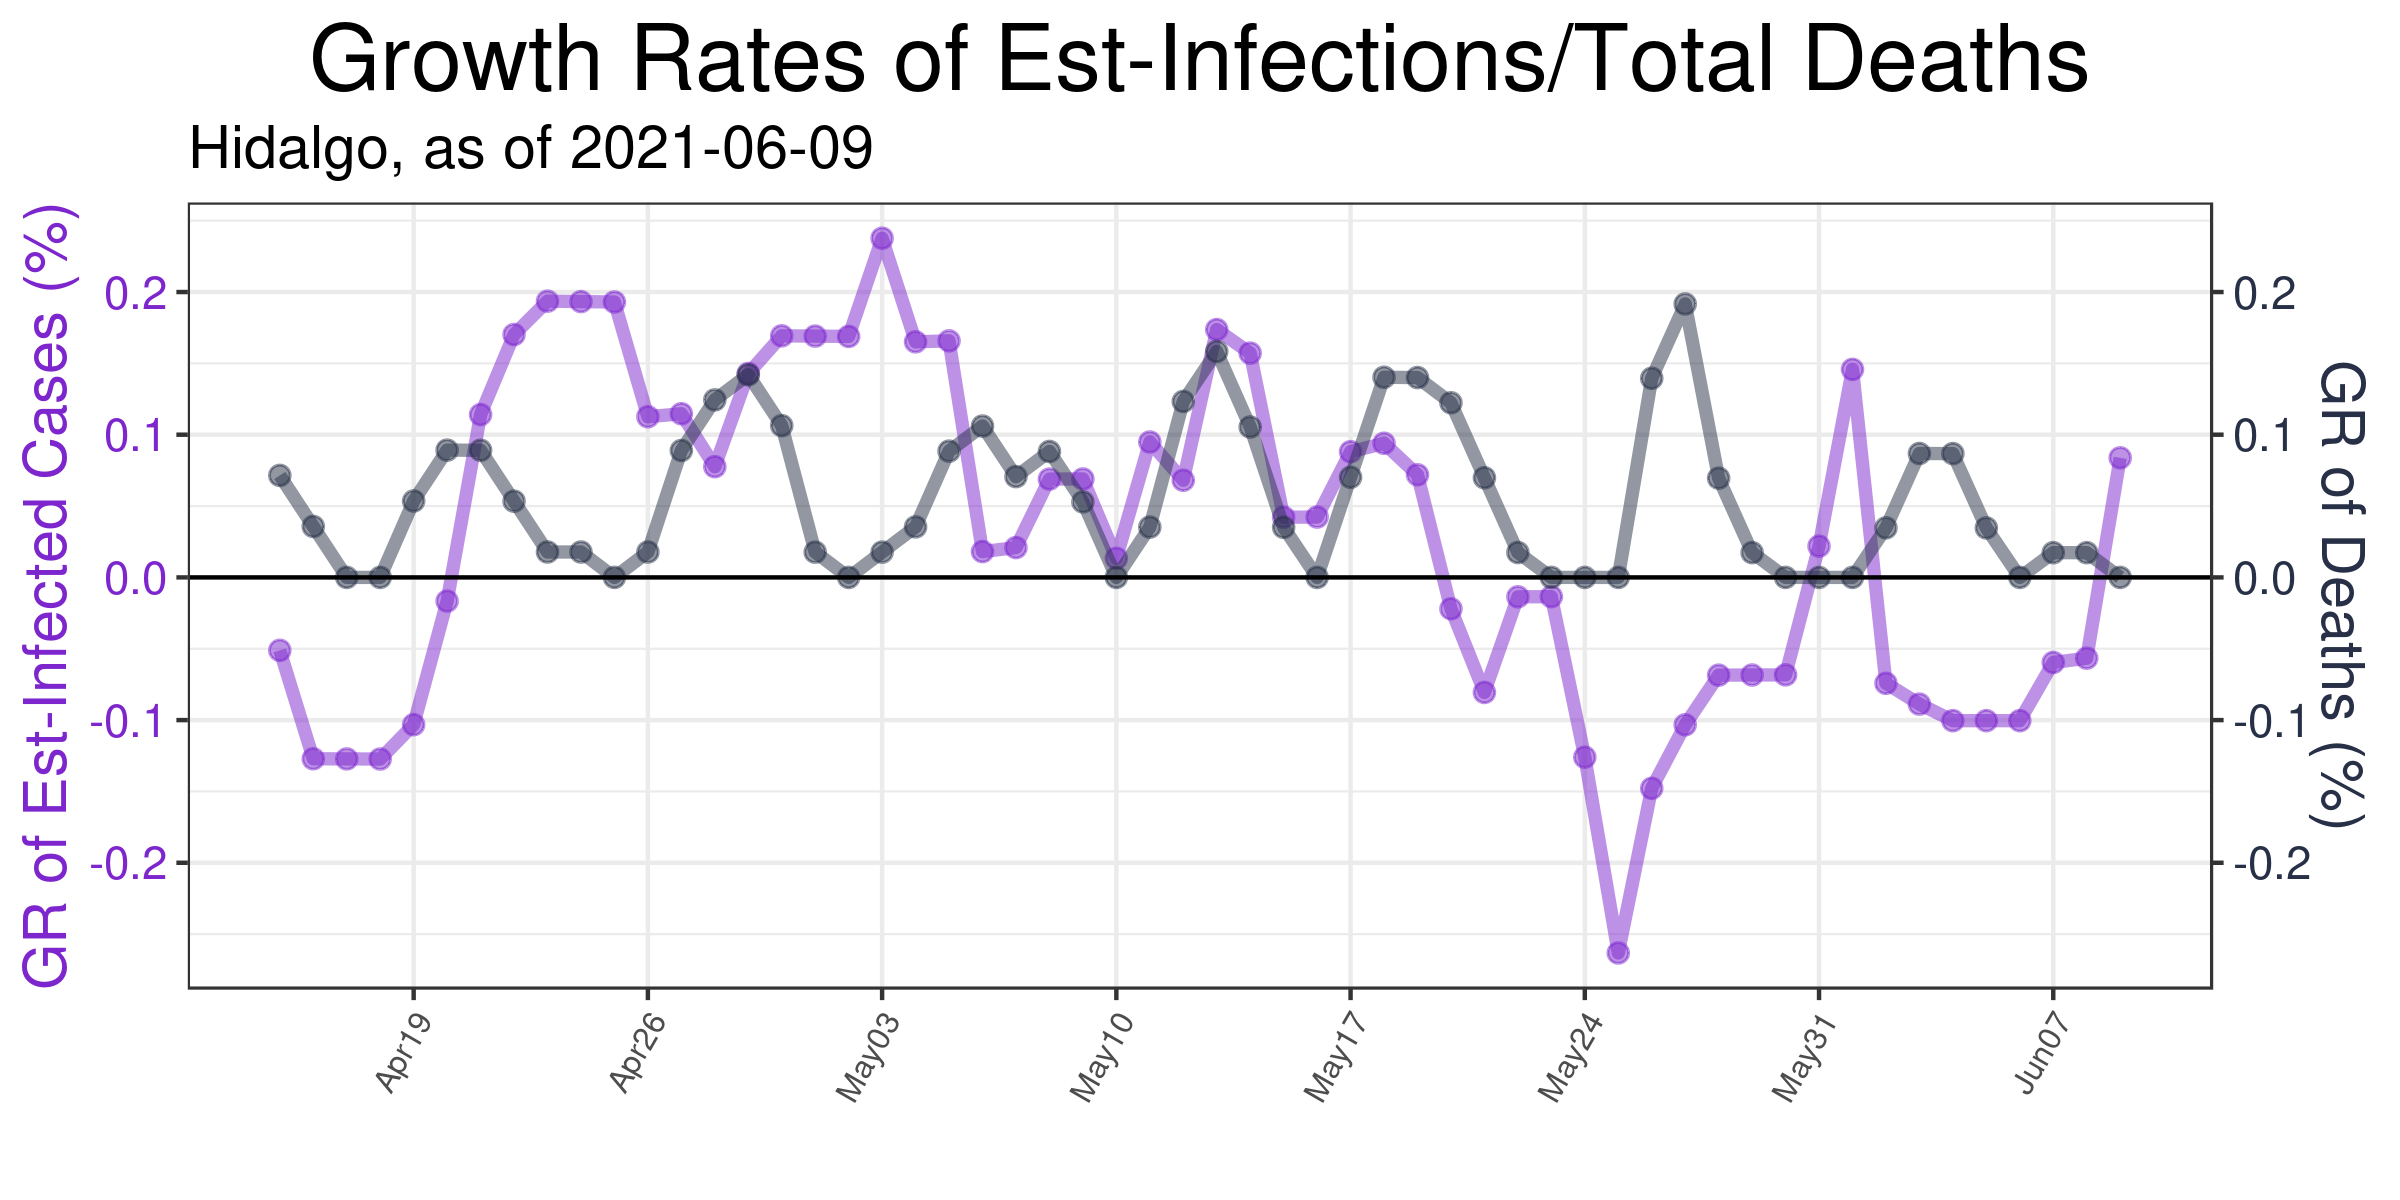 Growth Rates of Est-Infections/Total Deaths
Hidalgo, as of 2021-06-09
GR of Est-Infected Cases (%)
0.2
0.1
0.0
-0.1
-0.2
0.2
0.1
0.0
-0.1
-0.2
GR of Deaths (%)
Apr19
Apr26
May03
May10
May17
May24
May31
Jun07